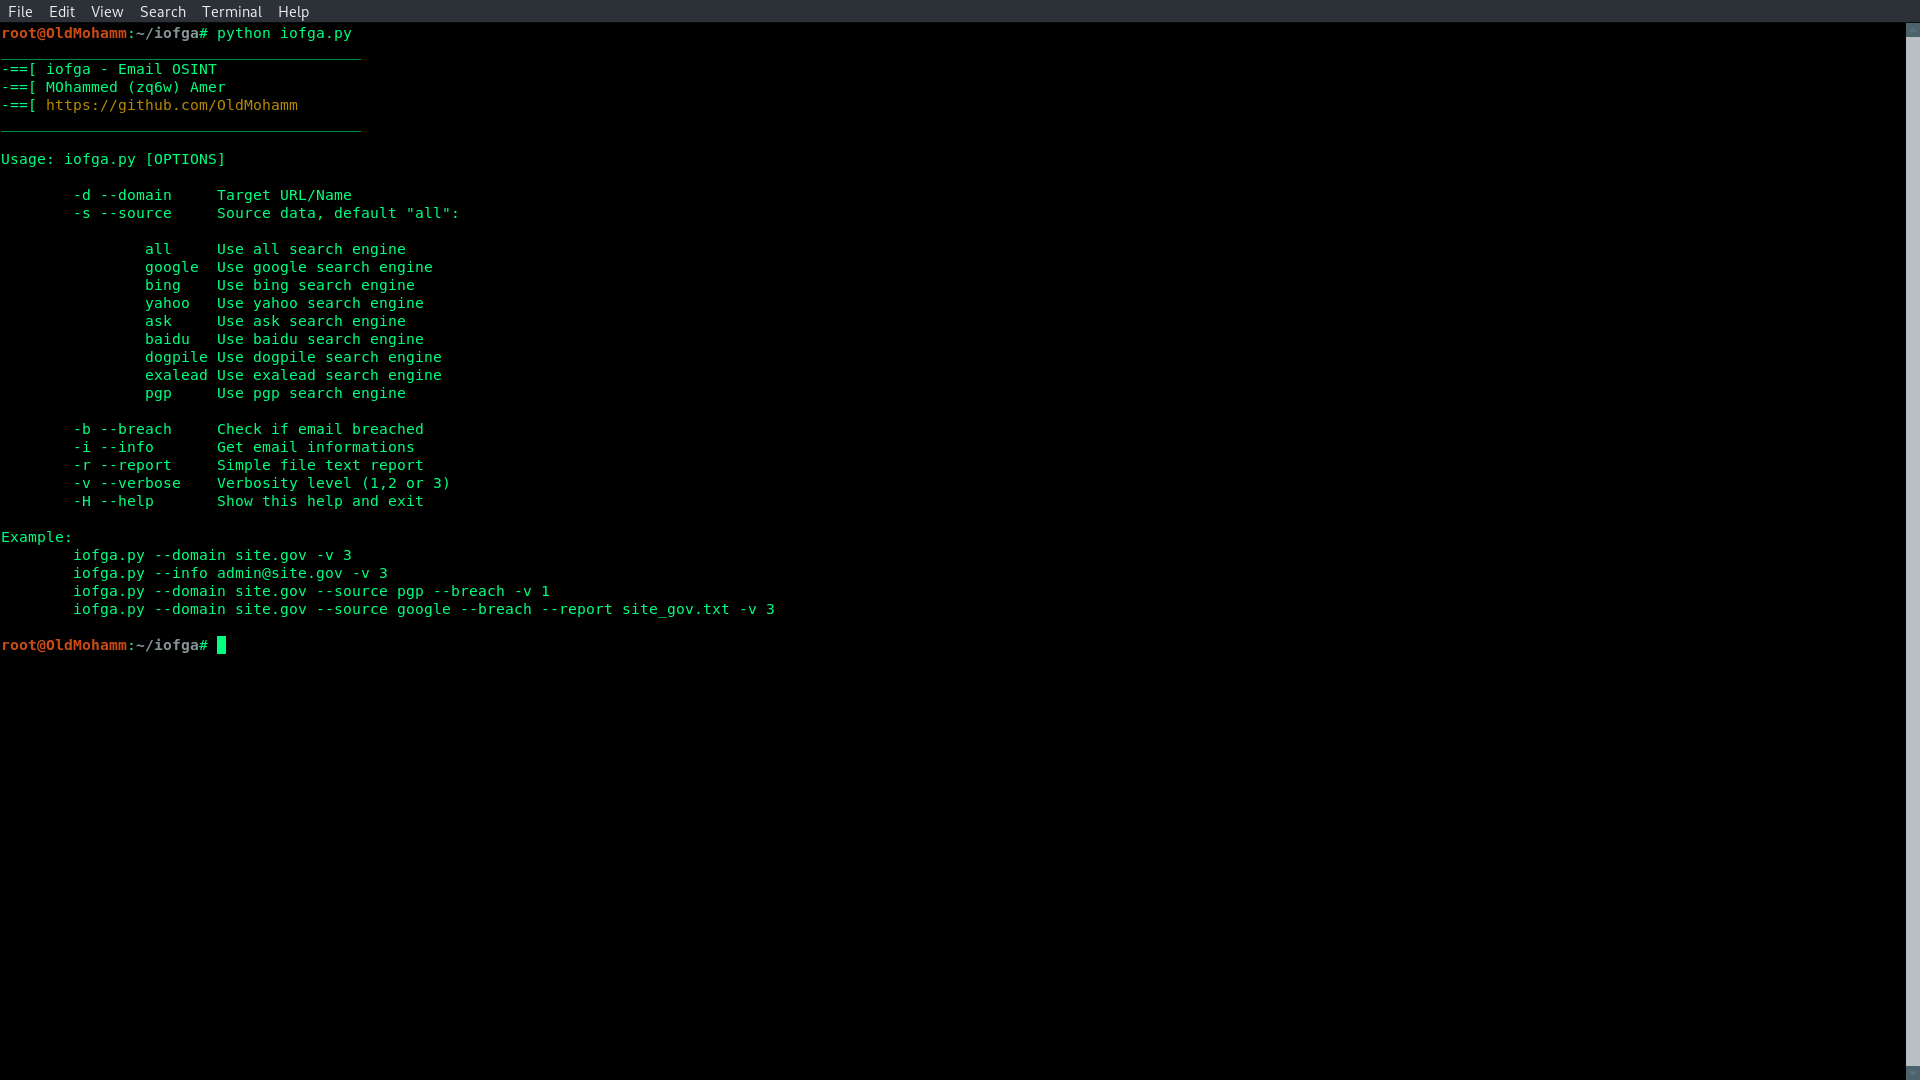 File Edit View Search Terminal Help
root@OldMohamm:~/iofga# python iofga.py
________________________________________
-==[ iofga - Email OSINT
-==[ MOhammed (zq6w) Amer
-==[ https://github.com/OldMohamm
________________________________________
Usage: iofga.py [OPTIONS]
-d --domain Target URL/Name
-s --source Source data, default "all":
all Use all search engine
google Use google search engine
bing Use bing search engine
yahoo Use yahoo search engine
ask Use ask search engine
baidu Use baidu search engine
dogpile Use dogpile search engine
exalead Use exalead search engine
pgp Use pgp search engine
-b --breach Check if email breached
-i --info Get email informations
-r --report Simple file text report
-v --verbose Verbosity level (1,2 or 3)
-H --help Show this help and exit
Example:
iofga.py --domain site.gov -v 3
iofga.py --info admin@site.gov -v 3
iofga.py --domain site.gov --source pgp --breach -v 1
iofga.py --domain site.gov --source google --breach --report site_gov.txt -v 3
root@OldMohamm:~/iofga#